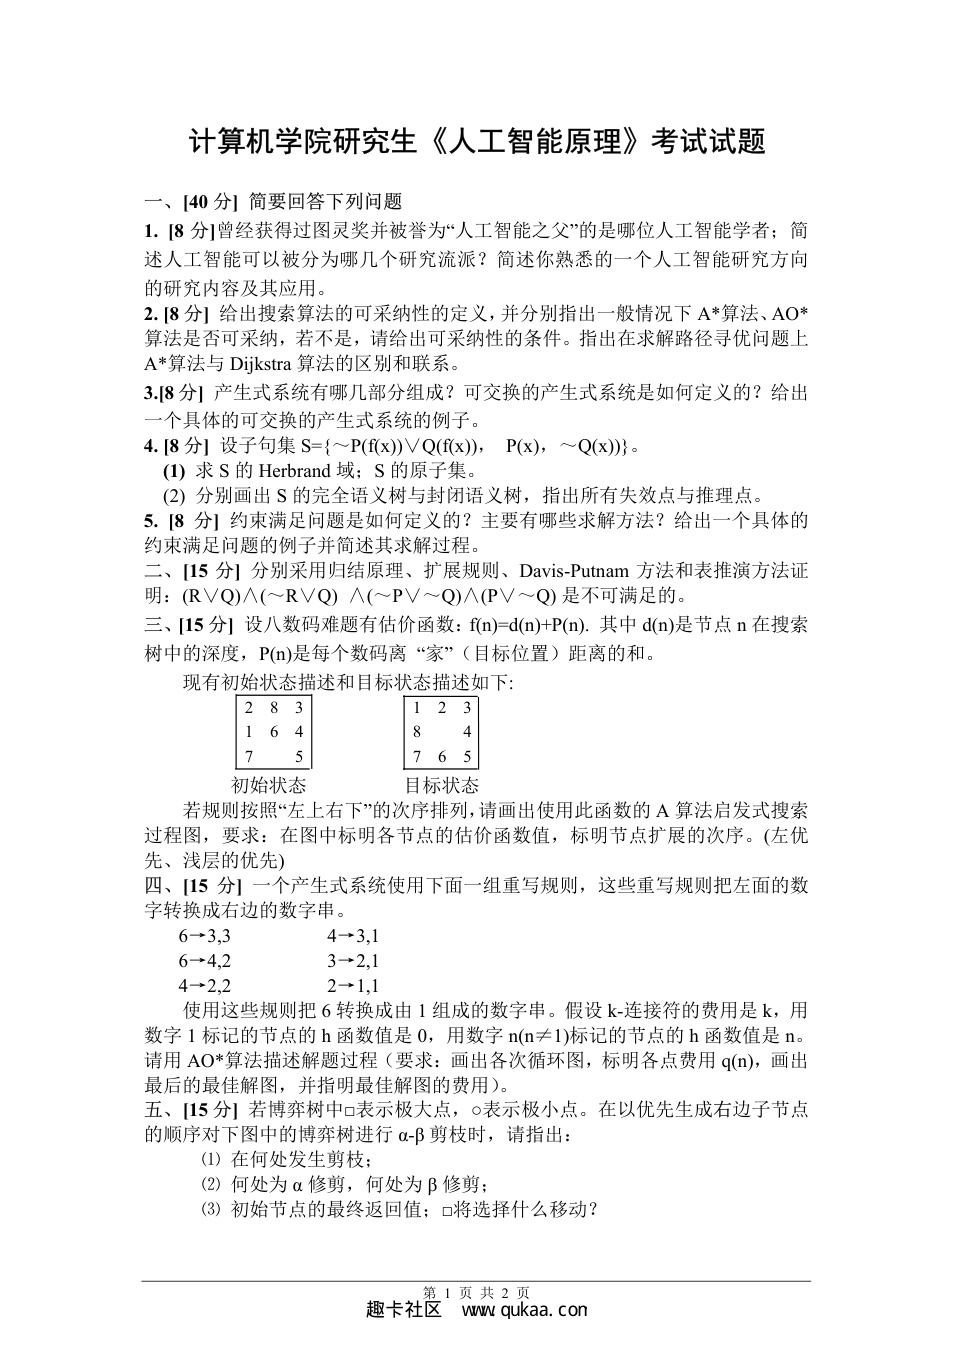 计算机学院研究生《人工智能原理》考试试题
一、[40 分] 简要回答下列问题
1. [8 分]曾经获得过图灵奖并被誉为“人工智能之父”的是哪位人工智能学者；简
述人工智能可以被分为哪几个研究流派？简述你熟悉的一个人工智能研究方向
的研究内容及其应用。
2. [8 分] 给出搜索算法的可采纳性的定义，并分别指出一般情况下 A*算法、AO*
算法是否可采纳，若不是，请给出可采纳性的条件。指出在求解路径寻优问题上
A*算法与 Dijkstra 算法的区别和联系。
3.[8 分] 产生式系统有哪几部分组成？可交换的产生式系统是如何定义的？给出
一个具体的可交换的产生式系统的例子。
4. [8 分] 设子句集 S={～P(f(x))∨Q(f(x))， P(x)，～Q(x))}。
(1) 求 S 的 Herbrand 域；S 的原子集。
(2) 分别画出 S 的完全语义树与封闭语义树，指出所有失效点与推理点。
5. [8 分] 约束满足问题是如何定义的？主要有哪些求解方法？给出一个具体的
约束满足问题的例子并简述其求解过程。
二、[15 分] 分别采用归结原理、扩展规则、Davis-Putnam 方法和表推演方法证
明：(R∨Q)∧(～R∨Q) ∧(～P∨～Q)∧(P∨～Q) 是不可满足的。
三、[15 分] 设八数码难题有估价函数：f(n)=d(n)+P(n). 其中 d(n)是节点 n 在搜索
树中的深度，P(n)是每个数码离 “家”（目标位置）距离的和。
现有初始状态描述和目标状态描述如下:
2 8 3 1 2 3
1 6 4 8 4
7 5 7 6 5
初始状态 目标状态
若规则按照“左上右下”的次序排列，请画出使用此函数的 A 算法启发式搜索
过程图，要求：在图中标明各节点的估价函数值，标明节点扩展的次序。(左优
先、浅层的优先)
四、[15 分] 一个产生式系统使用下面一组重写规则，这些重写规则把左面的数
字转换成右边的数字串。
6→3,3 4→3,1
6→4,2 3→2,1
4→2,2 2→1,1
使用这些规则把 6 转换成由 1 组成的数字串。假设 k-连接符的费用是 k，用
数字 1 标记的节点的 h 函数值是 0，用数字 n(n≠1)标记的节点的 h 函数值是 n。
请用 AO*算法描述解题过程（要求：画出各次循环图，标明各点费用 q(n)，画出
最后的最佳解图，并指明最佳解图的费用）。
五、[15 分] 若博弈树中□表示极大点，○表示极小点。在以优先生成右边子节点
的顺序对下图中的博弈树进行 α-β 剪枝时，请指出：
⑴ 在何处发生剪枝；
⑵ 何处为 α 修剪，何处为 β 修剪；
⑶ 初始节点的最终返回值；□将选择什么移动？
第 1 页 共 2 页
趣卡社区 www.qukaa.com